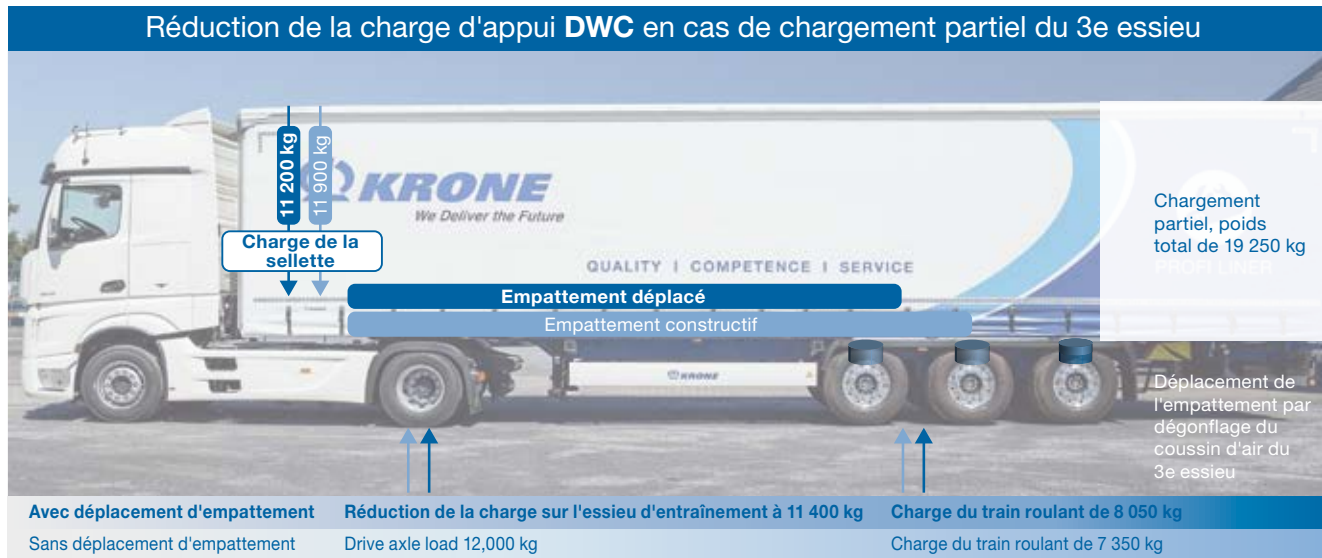 Réduction de la charge d'appui DWC en cas de chargement partiel du 3e essieu
11 200 kg
11 900 kg
KRONE
We Deliver the Future
Charge de la
sellette
Chargement
partiel, poids
total de 19 250 kg
PROFI LINER
QUALITY I COMPETENCE I SERVICE
Empattement déplacé
Empattement constructif
KRONE
Déplacement de
l'empattement par
dégonflage du
coussin d'air du
3e essieu
Avec déplacement d'empattement Réduction de la charge sur l'essieu d'entraînement à 11 400 kg Charge du train roulant de 8 050 kg
Sans déplacement d'empattement Drive axle load 12,000 kg Charge du train roulant de 7 350 kg